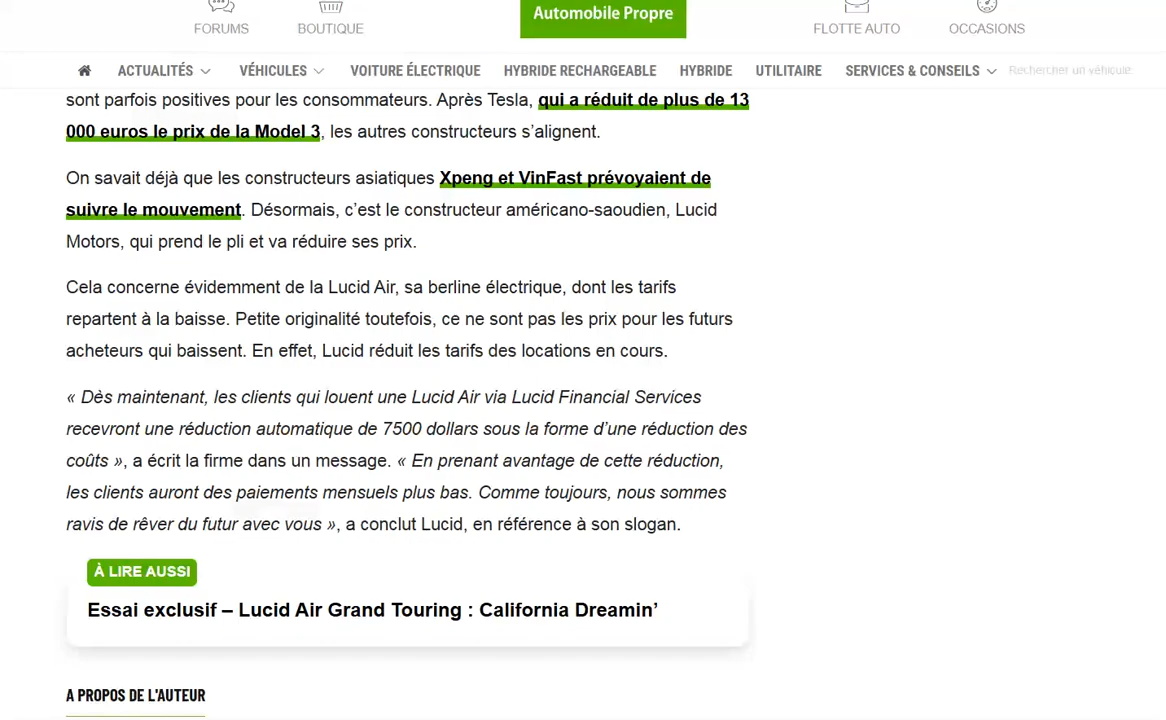 FORUMS
BOUTIQUE
Automobile Propre
FLOTTE AUTO
OCCASIONS
ACTUALITÉS
VÉHICULES
VOITURE ÉLECTRIQUE
HYBRIDE RECHARGEABLE
HYBRIDE
UTILITAIRE
SERVICES & CONSEILS
Rechercher un véhicule
sont parfois positives pour les consommateurs. Après Tesla, qui a réduit de plus de 13
000 euros le prix de la Model 3, les autres constructeurs s’alignent.
On savait déjà que les constructeurs asiatiques Xpeng et VinFast prévoyaient de
suivre le mouvement. Désormais, c’est le constructeur américano-saoudien, Lucid
Motors, qui prend le pli et va réduire ses prix.
Cela concerne évidemment de la Lucid Air, sa berline électrique, dont les tarifs
repartent à la baisse. Petite originalité toutefois, ce ne sont pas les prix pour les futurs
acheteurs qui baissent. En effet, Lucid réduit les tarifs des locations en cours.
« Dès maintenant, les clients qui louent une Lucid Air via Lucid Financial Services
recevront une réduction automatique de 7500 dollars sous la forme d’une réduction des
coûts », a écrit la firme dans un message. « En prenant avantage de cette réduction,
les clients auront des paiements mensuels plus bas. Comme toujours, nous sommes
ravis de rêver du futur avec vous », a conclut Lucid, en référence à son slogan.
À LIRE AUSSI
Essai exclusif – Lucid Air Grand Touring : California Dreamin’
A PROPOS DE L'AUTEUR